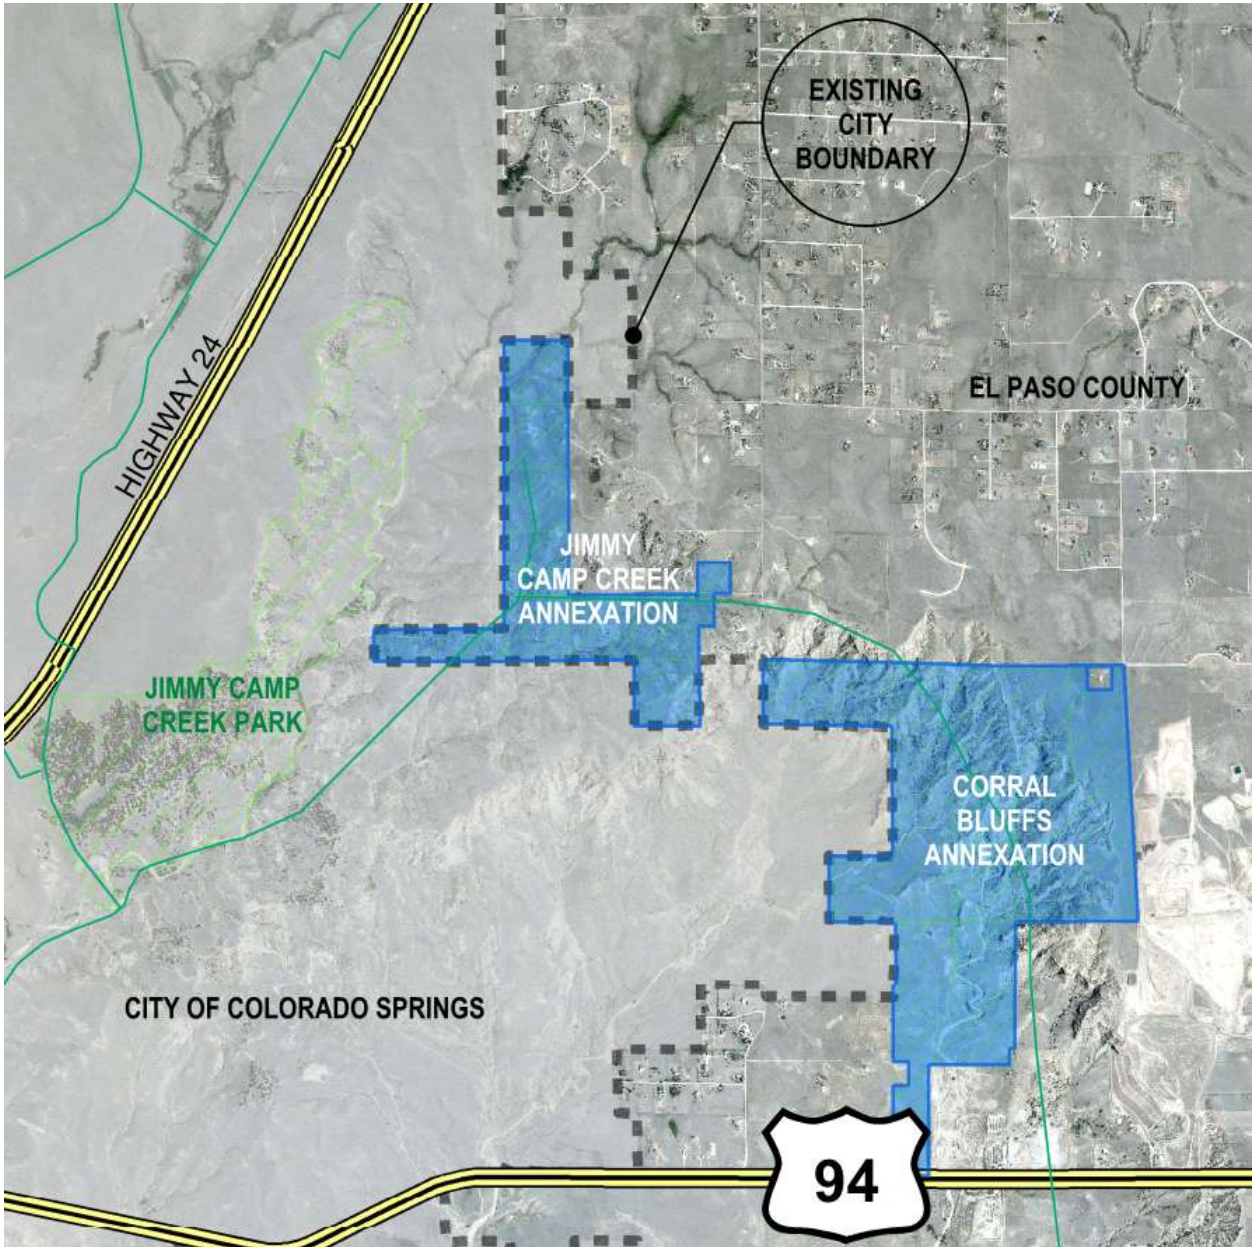 EXISTING
CITY
BOUNDARY
HIGHWAY 24
EL PASO COUNTY
JIMMY
CAMP CREEK
ANNEXATION
JIMMY CAMP
CREEK PARK
CORRAL
BLUFFS
ANNEXATION
CITY OF COLORADO SPRINGS
94